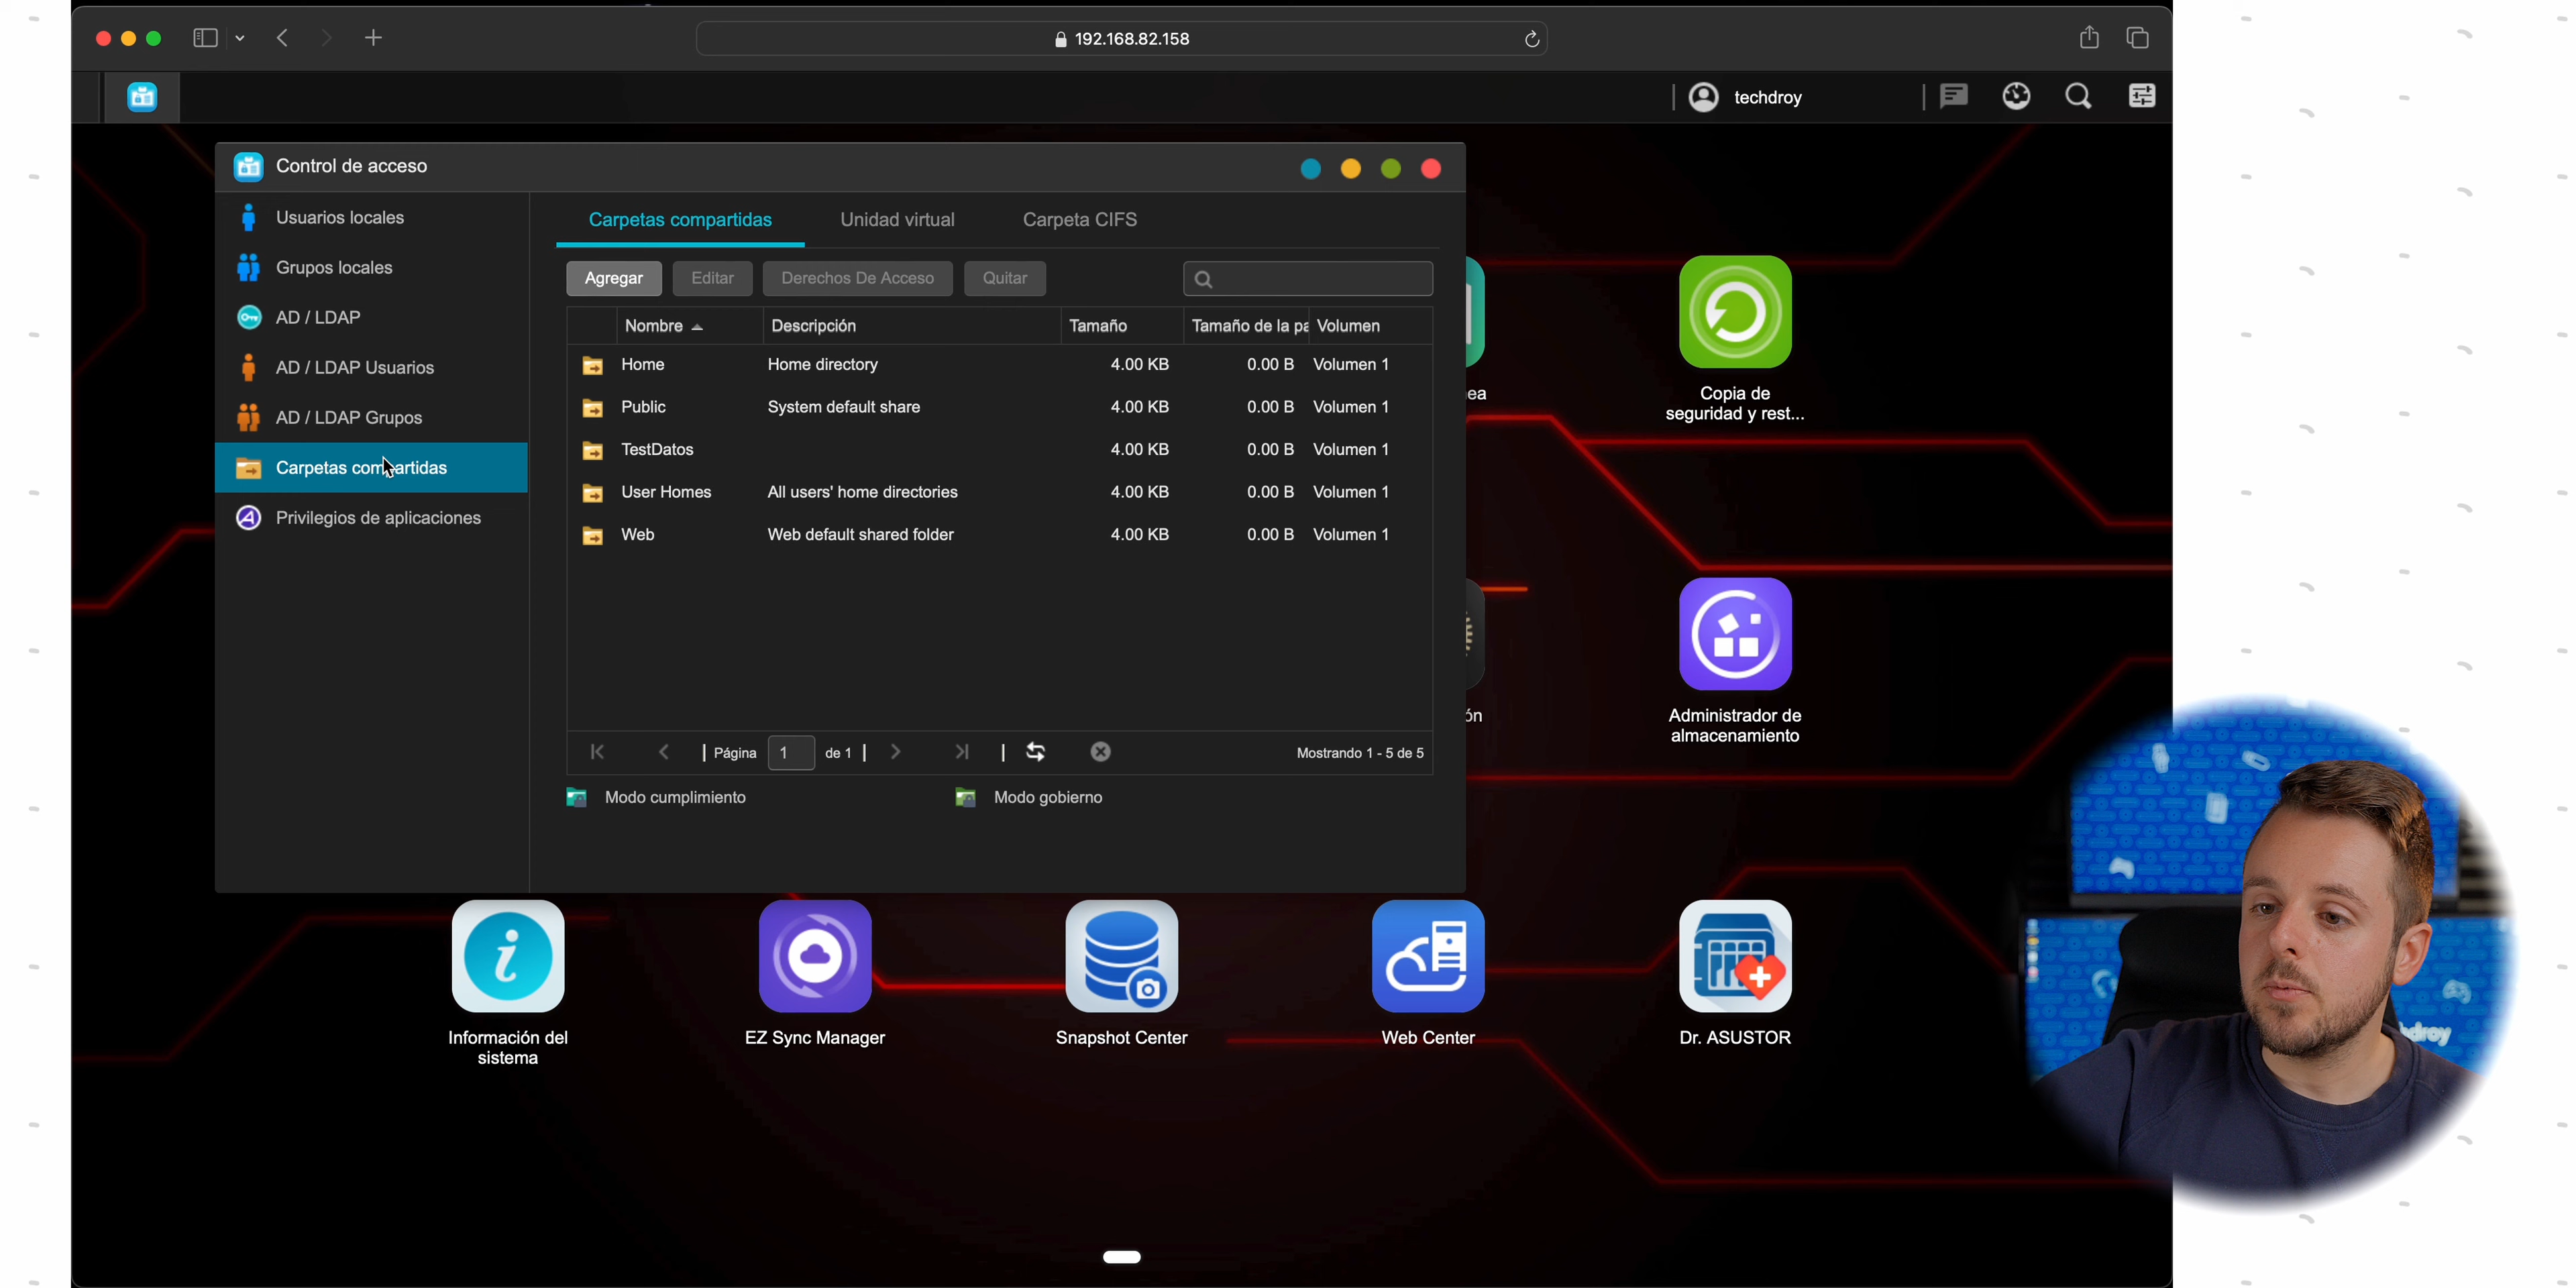 192.168.82.158
techdroy
Control de acceso
Usuarios locales
Grupos locales
AD / LDAP
AD / LDAP Usuarios
AD / LDAP Grupos
Carpetas compartidas
Privilegios de aplicaciones
Carpetas compartidas Unidad virtual Carpeta CIFS
Agregar Editar Derechos De Acceso Quitar
Nombre Descripción Tamaño Tamaño de la pa Volumen
Home Home directory 4.00 KB 0.00 B Volumen 1
Public System default share 4.00 KB 0.00 B Volumen 1
TestDatos 4.00 KB 0.00 B Volumen 1
User Homes All users' home directories 4.00 KB 0.00 B Volumen 1
Web Web default shared folder 4.00 KB 0.00 B Volumen 1
Página 1 de 1 Mostrando 1 - 5 de 5
Modo cumplimiento Modo gobierno
ea
Copia de
seguridad y rest...
ón
Administrador de
almacenamiento
Información del
sistema
EZ Sync Manager
Snapshot Center
Web Center
Dr. ASUSTOR
hdroy